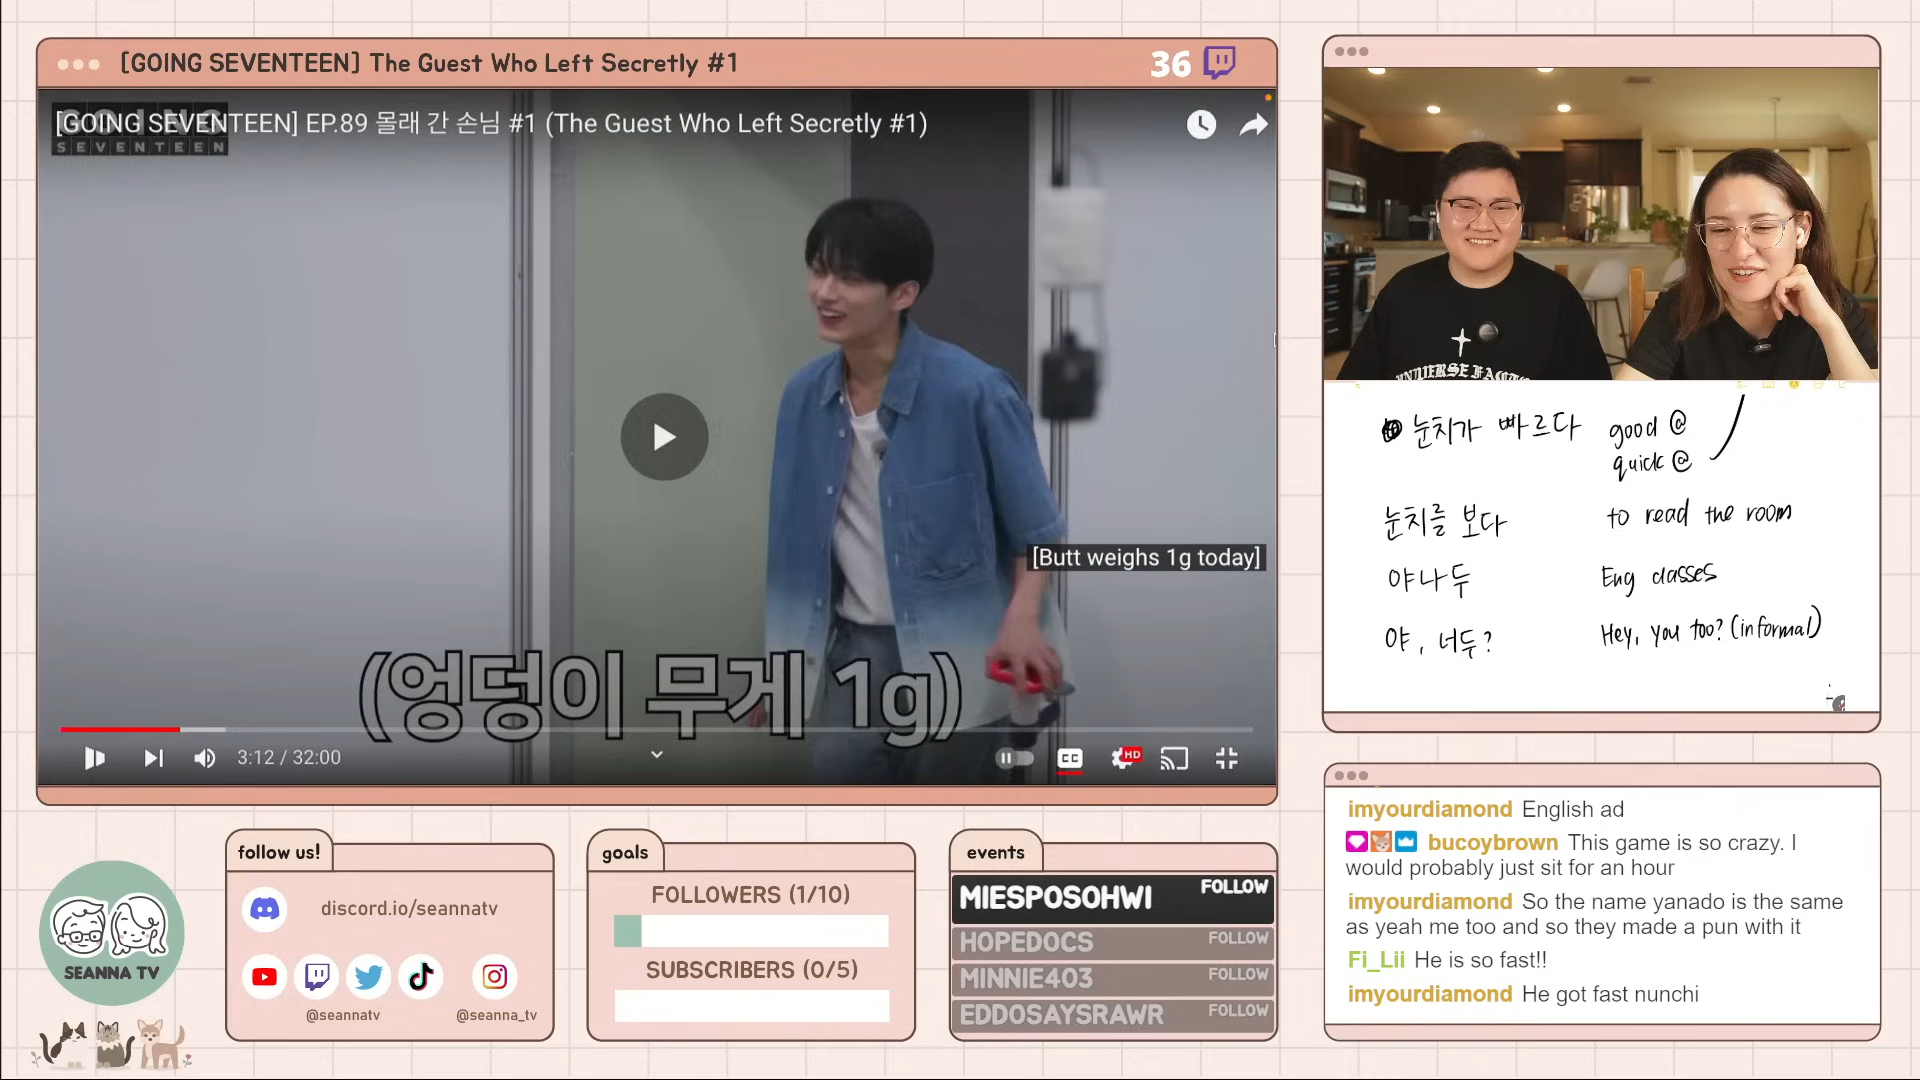 [GOING SEVENTEEN] The Guest Who Left Secretly #1
36
[GOING SEVENTEEN] EP.89 몰래 간 손님 #1 (The Guest Who Left Secretly #1)
GOING
SEVENTEEN
[Butt weighs 1g today]
(엉덩이 무게 1g)
3:12 / 32:00
CC
HD
눈치가 빠르다 good @
quick @
눈치를 보다 to read the room
야나두 Eng classes
야, 너두? Hey, you too? (informal)
imyourdiamond English ad
bucoybrown This game is so crazy. I
would probably just sit for an hour
imyourdiamond So the name yanado is the same
as yeah me too and so they made a pun with it
Fi_Lii He is so fast!!
imyourdiamond He got fast nunchi
SEANNA TV
follow us!
discord.io/seannatv
@seannatv
@seanna_tv
goals
FOLLOWERS (1/10)
SUBSCRIBERS (0/5)
events
MIESPOSOHWI FOLLOW
HOPEDOCS FOLLOW
MINNIE403 FOLLOW
EDDOSAYSRAWR FOLLOW